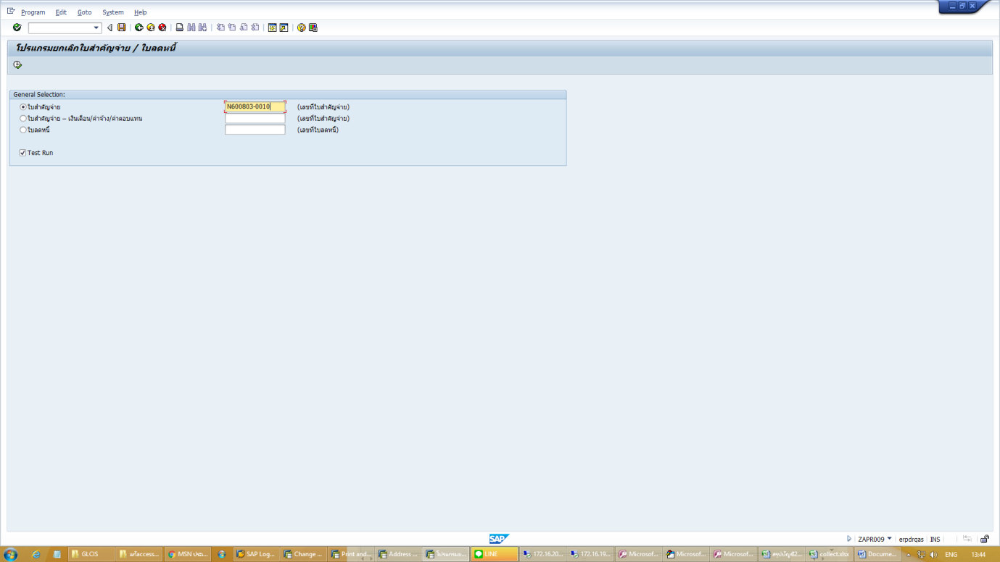 Program Edit Goto System Help
โปรแกรมยกเลิกใบสำคัญจ่าย / ใบลดหนี้
General Selection:
ใบสำคัญจ่าย N600803-0010 (เลขที่ใบสำคัญจ่าย)
ใบสำคัญจ่าย – เงินเดือน/ค่าจ้าง/ค่าตอบแทน (เลขที่ใบสำคัญจ่าย)
ใบลดหนี้ (เลขที่ใบลดหนี้)
Test Run
SAP
ZAPR009 erpdrqas INS
GLCIS แก้access... MSN ประเ... SAP Log... Change ... Print and... Address ... โปรแกรมย... LINE 172.16.20... 172.16.19... Microsof... Microsof... Microsof... สรุปบัญชี2... collect.xlsx Docume... ENG 13:44